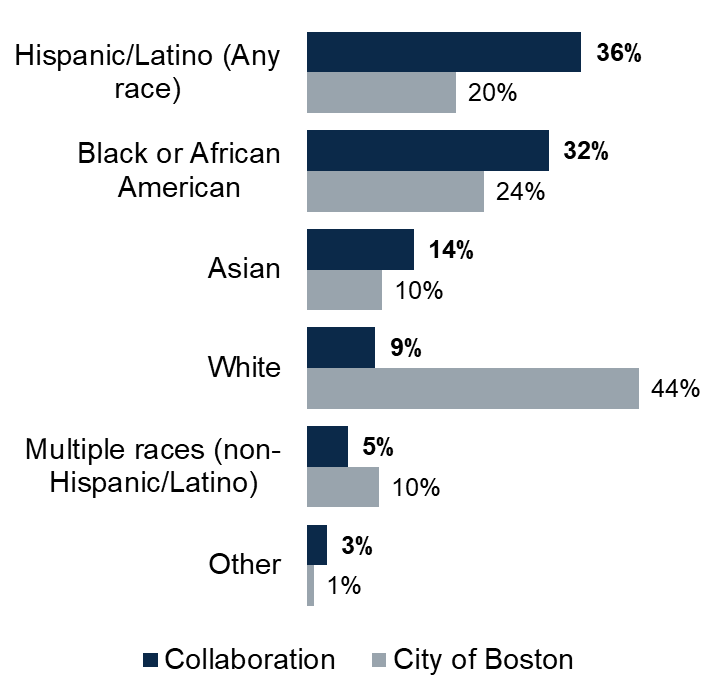 Hispanic/Latino (Any
race)
36%
20%
Black or African
American
32%
24%
Asian
14%
10%
White
9%
44%
Multiple races (non-
Hispanic/Latino)
5%
10%
Other
3%
1%
Collaboration
City of Boston